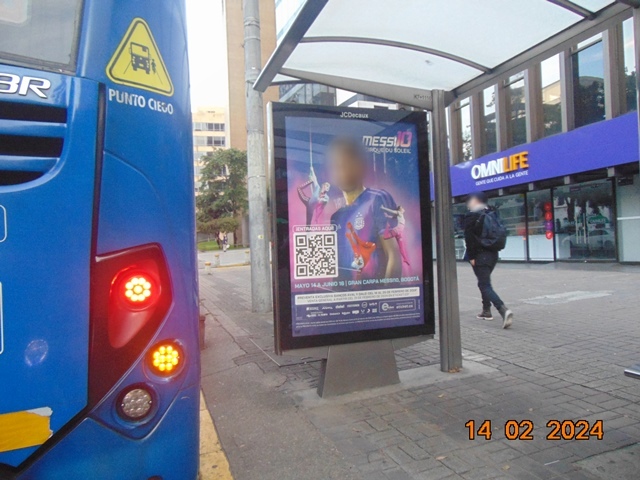 BR
PUNTO CIEGO
JCDecaux
MESSI10
CIRQUE DU SOLEIL
¡ENTRADAS AQUÍ!
MAYO 14 A JUNIO 16 | GRAN CARPA MESSI10, BOGOTÁ
OMNILIFE
GENTE QUE CUIDA A LA GENTE
14 02 2024